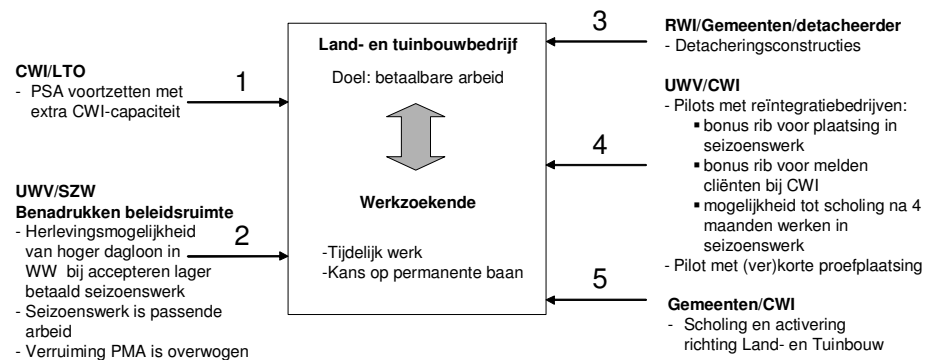 CWI/LTO
- PSA voortzetten met
extra CWI-capaciteit
1
UWV/SZW
Benadrukken beleidsruimte
- Herlevingsmogelijkheid
van hoger dagloon in
WW bij accepteren lager
betaald seizoenswerk
- Seizoenswerk is passende
arbeid
- Verruiming PMA is overwogen
2
Land- en tuinbouwbedrijf
Doel: betaalbare arbeid
Werkzoekende
-Tijdelijk werk
-Kans op permanente baan
3
RWI/Gemeenten/detacheerder
- Detacheringsconstructies
4
UWV/CWI
- Pilots met reïntegratiebedrijven:
▪ bonus rib voor plaatsing in
seizoenswerk
▪ bonus rib voor melden
cliënten bij CWI
▪ mogelijkheid tot scholing na 4
maanden werken in
seizoenswerk
- Pilot met (ver)korte proefplaatsing
5
Gemeenten/CWI
- Scholing en activering
richting Land- en Tuinbouw